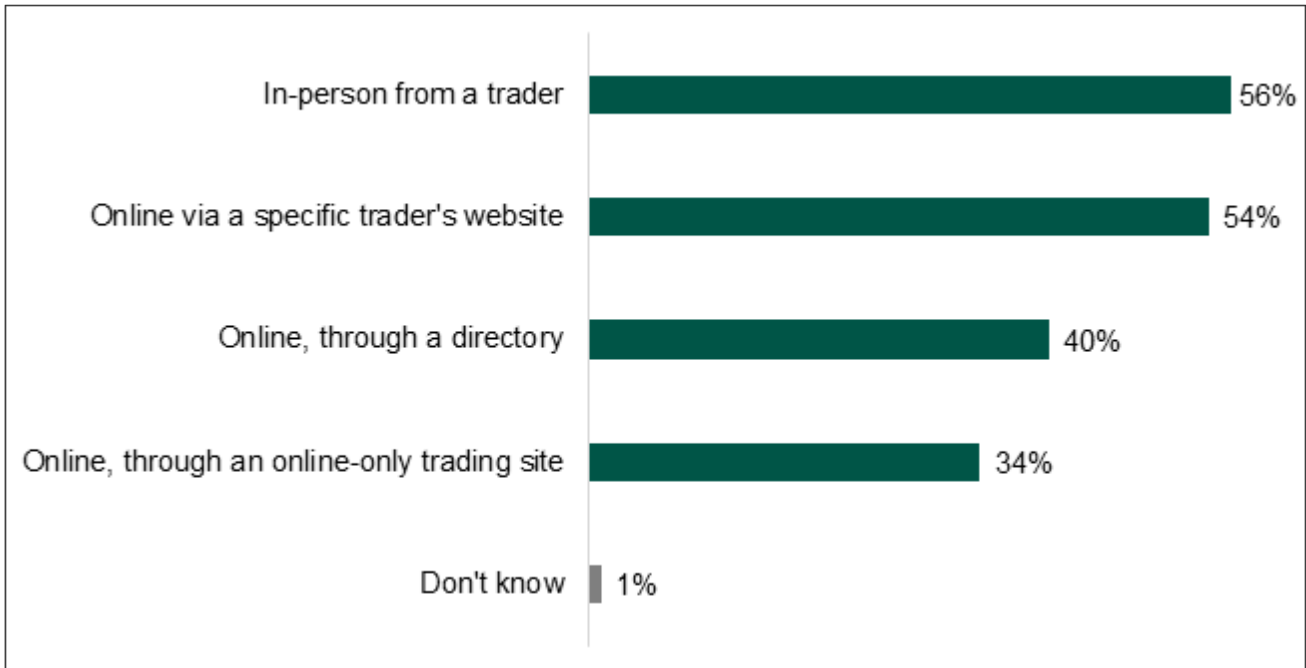 In-person from a trader 56%
Online via a specific trader's website 54%
Online, through a directory 40%
Online, through an online-only trading site 34%
Don't know 1%